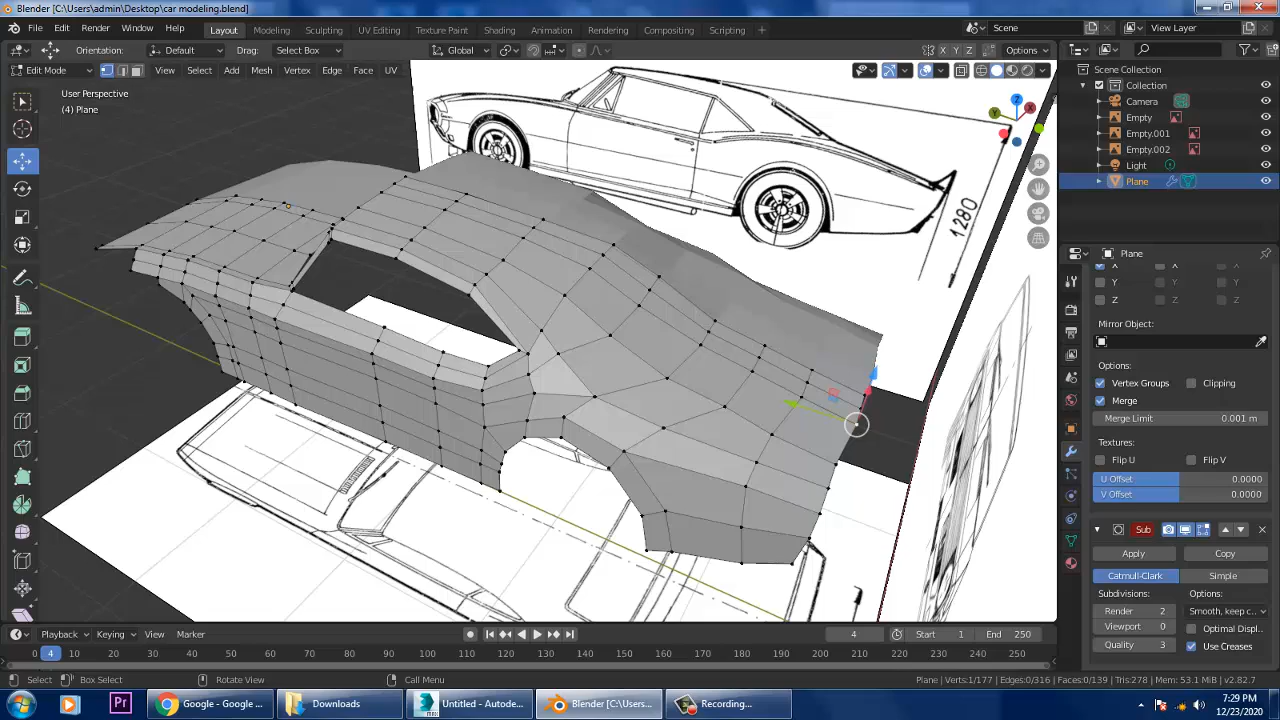 Blender [C:\Users\admin\Desktop\car modeling.blend]
File Edit Render Window Help Layout Modeling Sculpting UV Editing Texture Paint Shading Animation Rendering Compositing Scripting Scene View Layer
Orientation: Default Drag: Select Box Global X Y Z Options
Edit Mode View Select Add Mesh Vertex Edge Face UV
User Perspective
(4) Plane
1280
Z
Y
X
Scene Collection
Collection
Camera
Empty
Empty.001
Empty.002
Light
Plane
Plane
X
Z
Mirror Object:
Options:
Vertex Groups Clipping
Merge
Merge Limit 0.001 m
Textures:
Flip U Flip V
U Offset 0.0000
V Offset 0.0000
Sub
Apply Copy
Catmull-Clark Simple
Subdivisions: Options:
Render 2 Smooth, keep c...
Viewport 0 Optimal Displ..
Quality 3 Use Creases
Playback Keying View Marker 4 Start 1 End 250
0 4 10 20 30 40 50 60 70 80 90 100 110 120 130 140 150 160 170 180 190 200 210 220 230 240 250
Select Box Select Rotate View Call Menu Plane | Verts:1/177 | Edges:0/316 | Faces:0/139 | Tris:278 | Mem: 53.1 MiB | v2.82.7
Google - Google ... Downloads Untitled - Autode... Blender [C:\Users... Recording... 7:29 PM
12/23/2020